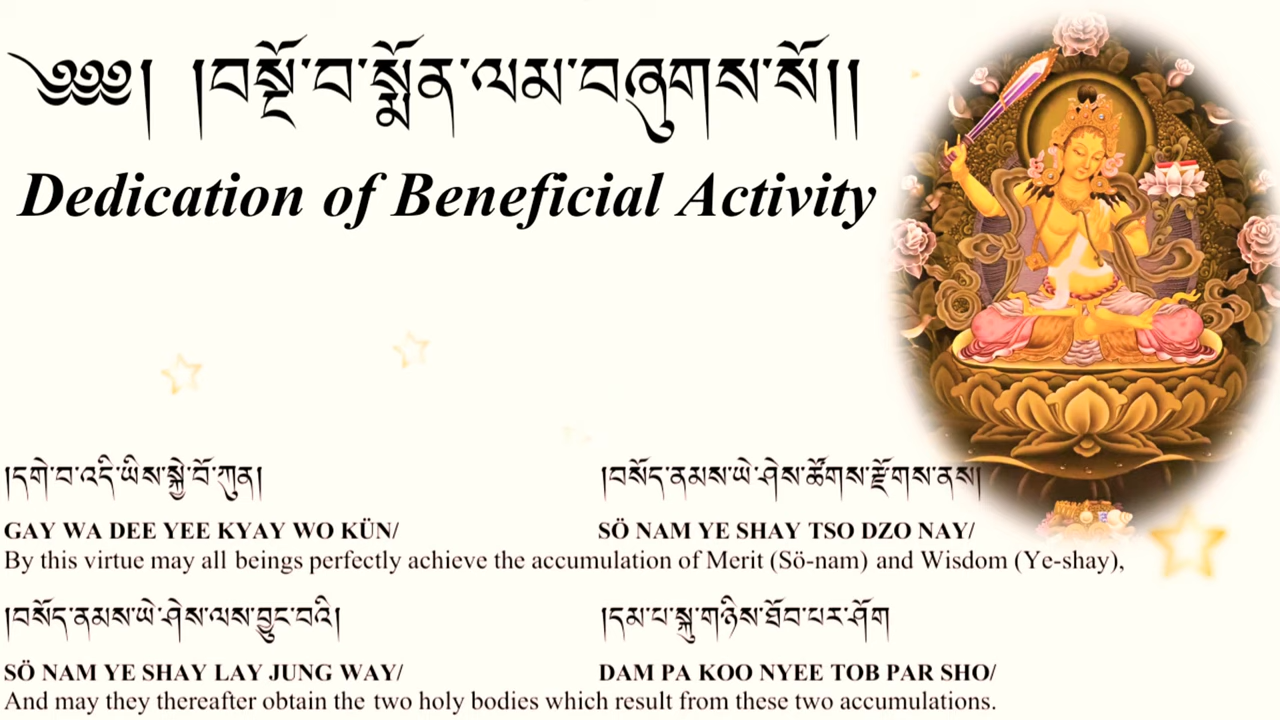 ༄༅༅། །བསྔོ་བ་སྨོན་ལམ་བཞུགས་སོ།།
Dedication of Beneficial Activity
།དགེ་བ་འདི་ཡིས་སྐྱེ་བོ་ཀུན། །བསོད་ནམས་ཡེ་ཤེས་ཚོགས་རྫོགས་ནས།
GAY WA DEE YEE KYAY WO KÜN/ SÖ NAM YE SHAY TSO DZO NAY/
By this virtue may all beings perfectly achieve the accumulation of Merit (Sö-nam) and Wisdom (Ye-shay),
།བསོད་ནམས་ཡེ་ཤེས་ལས་བྱུང་བའི། །དམ་པ་སྐུ་གཉིས་ཐོབ་པར་ཤོག
SÖ NAM YE SHAY LAY JUNG WAY/ DAM PA KOO NYEE TOB PAR SHO/
And may they thereafter obtain the two holy bodies which result from these two accumulations.